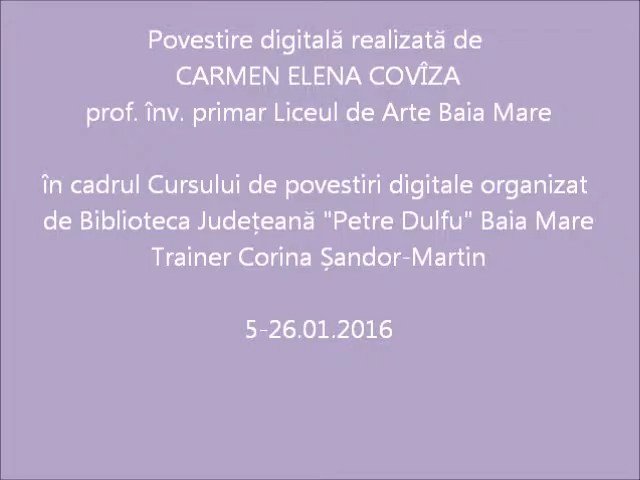 Povestire digitală realizată de
CARMEN ELENA COVÎZA
prof. înv. primar Liceul de Arte Baia Mare
în cadrul Cursului de povestiri digitale organizat
de Biblioteca Județeană "Petre Dulfu" Baia Mare
Trainer Corina Șandor-Martin
5-26.01.2016